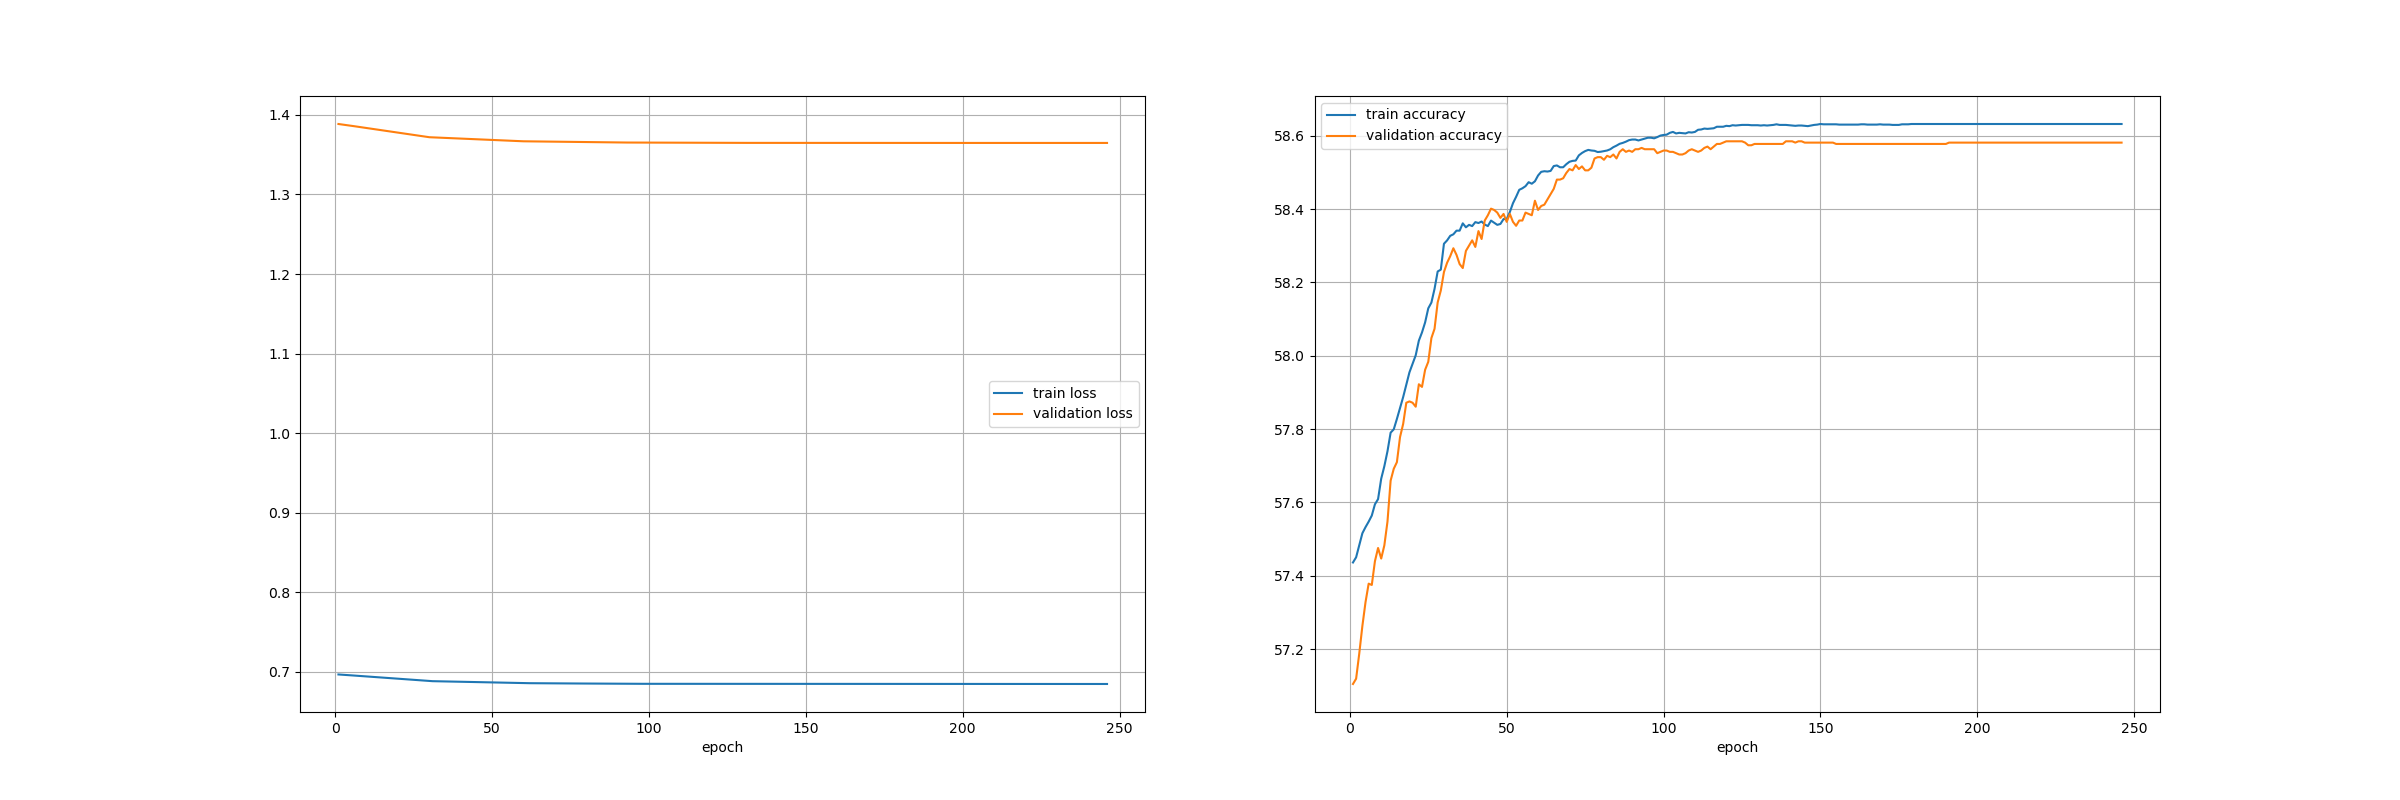 1.4
1.3
1.2
1.1
1.0
0.9
0.8
0.7
0 50 100 150 200 250
epoch
train loss
validation loss
train accuracy
validation accuracy
58.6
58.4
58.2
58.0
57.8
57.6
57.4
57.2
0 50 100 150 200 250
epoch